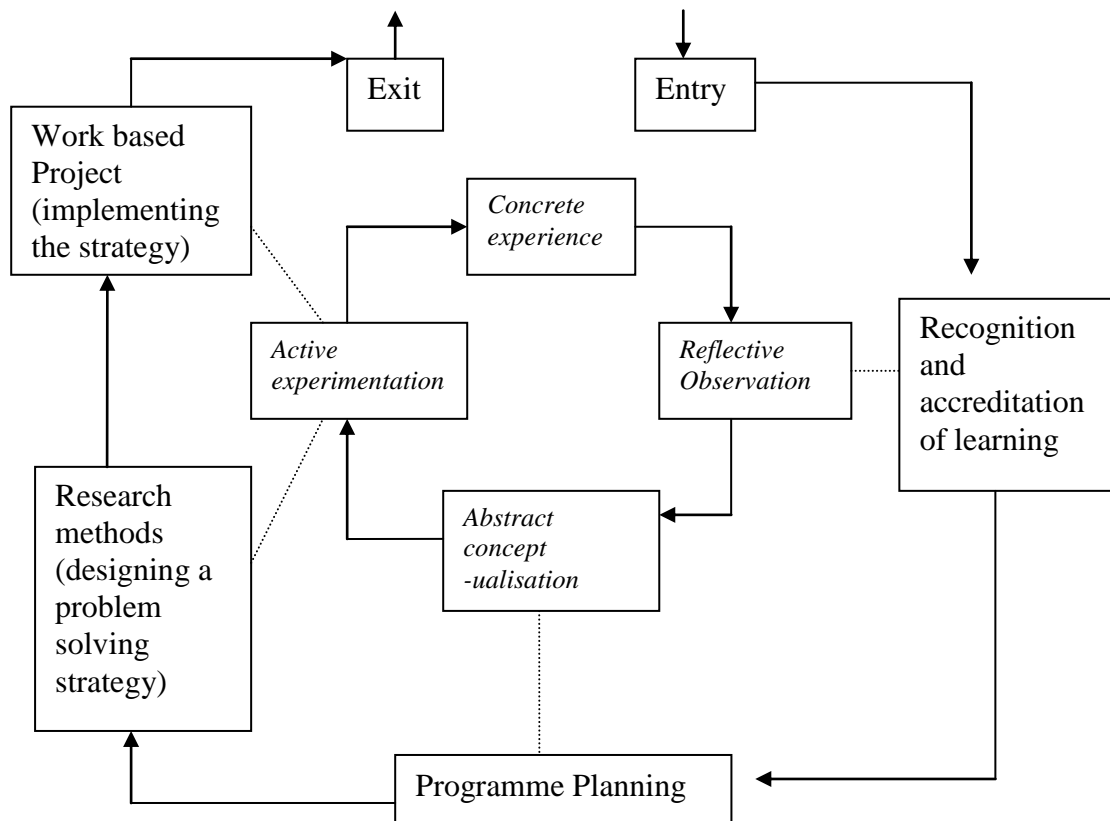 Exit
Entry
Work based
Project
(implementing
the strategy)
Concrete
experience
Active
experimentation
Reflective
Observation
Recognition
and
accreditation
of learning
Research
methods
(designing a
problem
solving
strategy)
Abstract
concept
-ualisation
Programme Planning